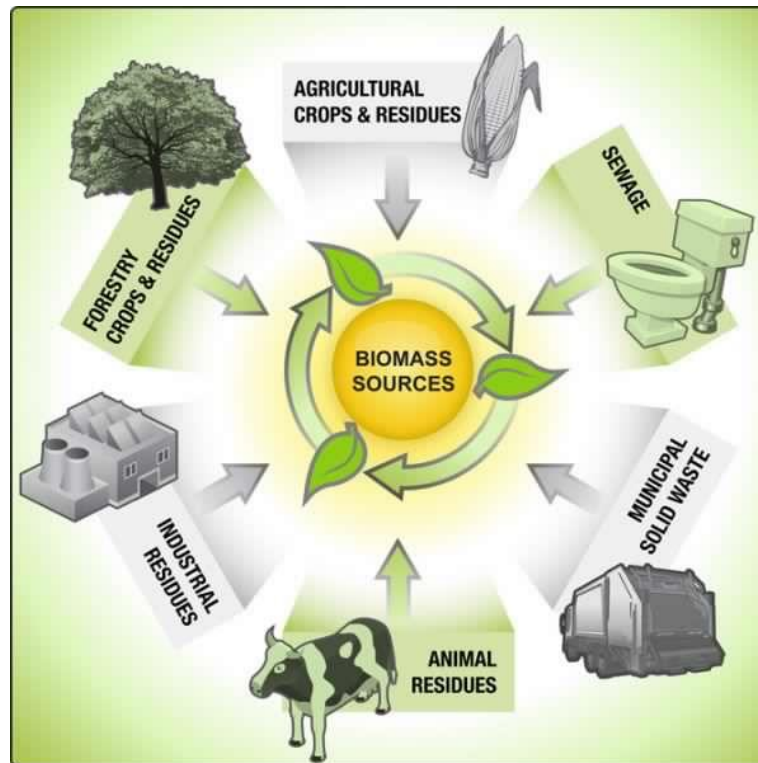 AGRICULTURAL
CROPS & RESIDUES
SEWAGE
FORESTRY
CROPS & RESIDUES
BIOMASS
SOURCES
MUNICIPAL
SOLID WASTE
INDUSTRIAL
RESIDUES
ANIMAL
RESIDUES